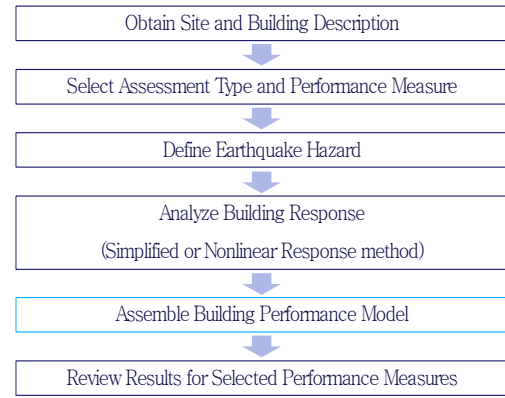 Obtain Site and Building Description
Select Assessment Type and Performance Measure
Define Earthquake Hazard
Analyze Building Response
(Simplified or Nonlinear Response method)
Assemble Building Performance Model
Review Results for Selected Performance Measures